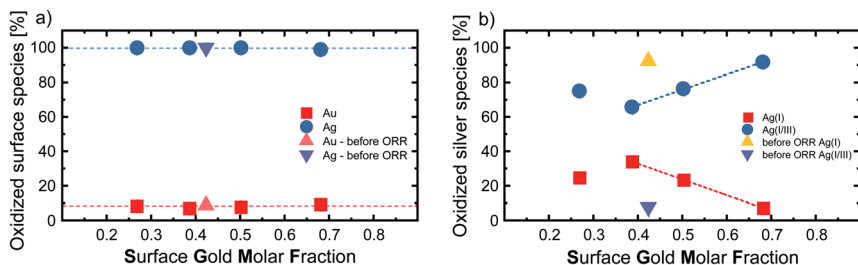 a)
Oxidized surface species [%]
100
80
60
40
20
0
Au
Ag
Au - before ORR
Ag - before ORR
0.2 0.3 0.4 0.5 0.6 0.7 0.8
Surface Gold Molar Fraction
b)
Oxidized silver species [%]
100
80
60
40
20
0
Ag(I)
Ag(I/III)
before ORR Ag(I)
before ORR Ag(I/III)
0.2 0.3 0.4 0.5 0.6 0.7 0.8
Surface Gold Molar Fraction